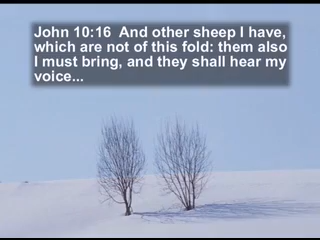 John 10:16  And other sheep I have,
which are not of this fold: them also
I must bring, and they shall hear my
voice...